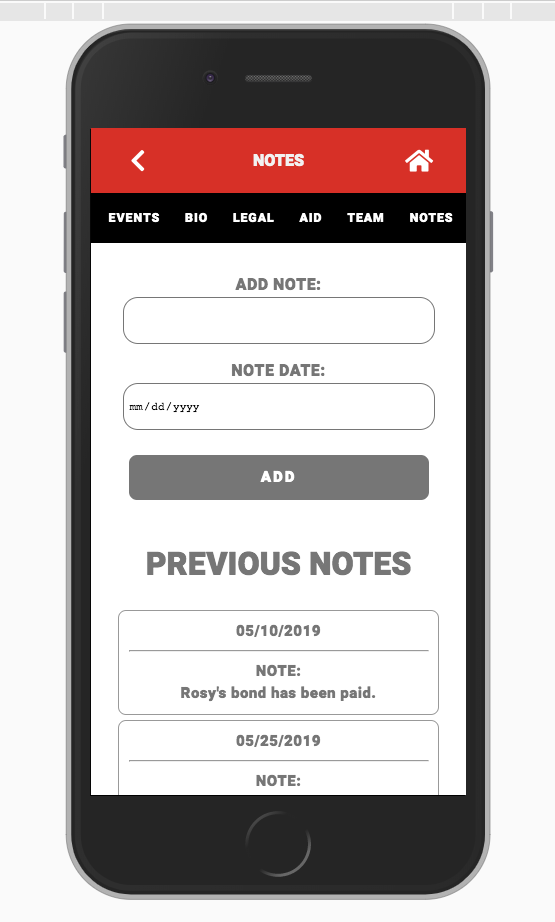 NOTES
EVENTS BIO LEGAL AID TEAM NOTES
ADD NOTE:
NOTE DATE:
mm/dd/yyyy
ADD
PREVIOUS NOTES
05/10/2019
NOTE:
Rosy's bond has been paid.
05/25/2019
NOTE: